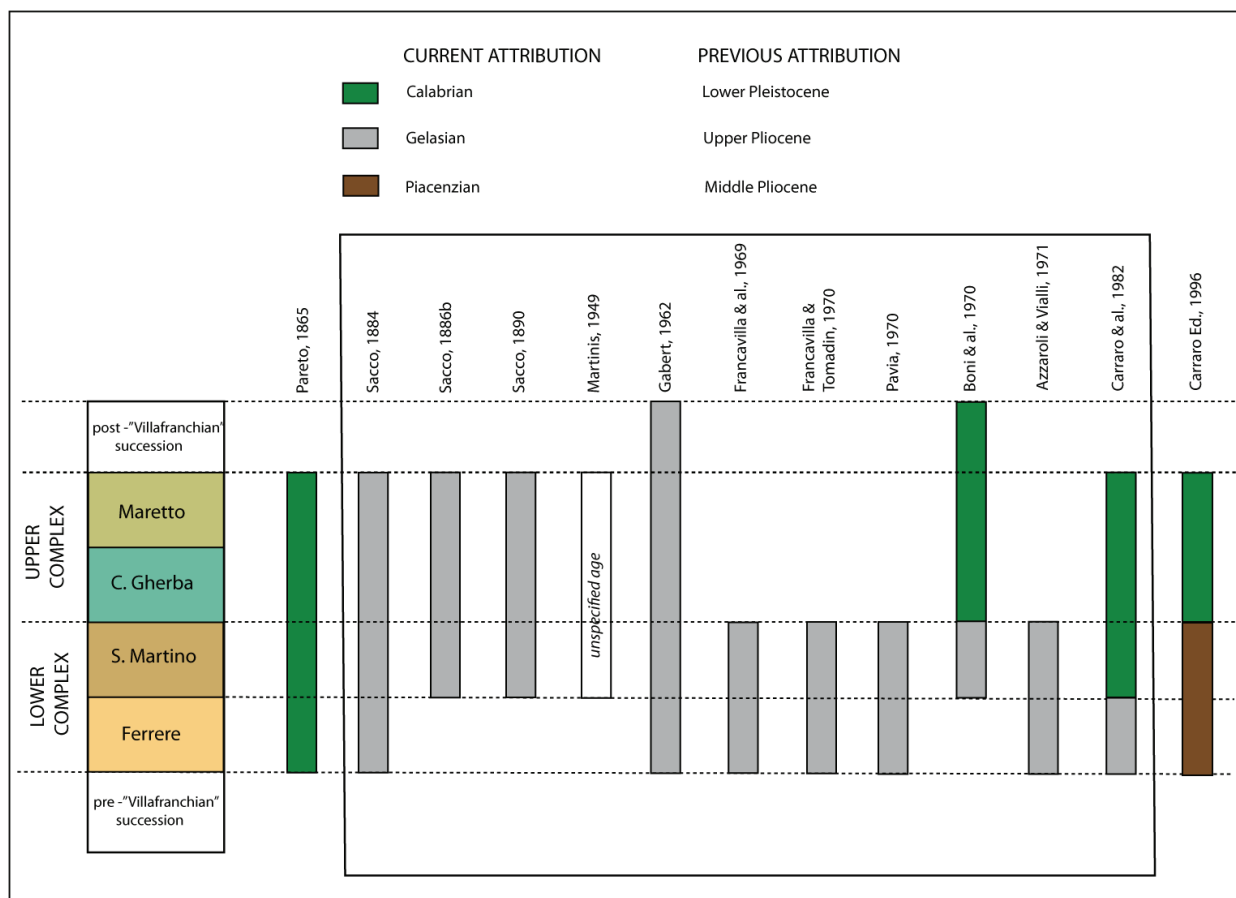 CURRENT ATTRIBUTION PREVIOUS ATTRIBUTION
Calabrian Lower Pleistocene
Gelasian Upper Pliocene
Piacenzian Middle Pliocene
Pareto, 1865
Sacco, 1884
Sacco, 1886b
Sacco, 1890
Martinis, 1949
Gabert, 1962
Francavilla & al., 1969
Francavilla &
Tomadin, 1970
Pavia, 1970
Boni & al., 1970
Azzaroli & Vialli, 1971
Carraro & al., 1982
Carraro Ed., 1996
post -"Villafranchian"
succession
UPPER
COMPLEX
Maretto
C. Gherba
LOWER
COMPLEX
S. Martino
Ferrere
pre -"Villafranchian"
succession
unspecified age